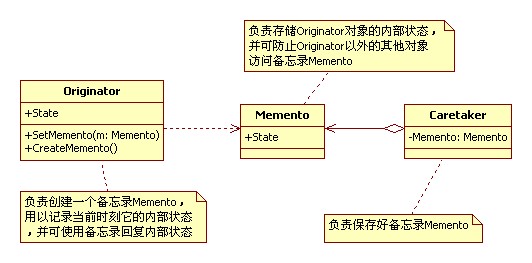 负责存储Originator对象的内部状态，
并可防止Originator以外的其他对象
访问备忘录Memento
Originator
+State
+SetMemento(m: Memento)
+CreateMemento()
Memento
+State
Caretaker
-Memento: Memento
负责创建一个备忘录Memento，
用以记录当前时刻它的内部状态
，并可使用备忘录回复内部状态
负责保存好备忘录Memento